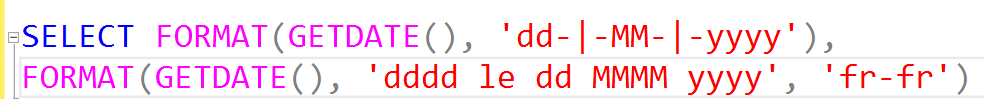 SELECT FORMAT(GETDATE(), 'dd-|-MM-|-yyyy'),
FORMAT(GETDATE(), 'dddd le dd MMMM yyyy', 'fr-fr')